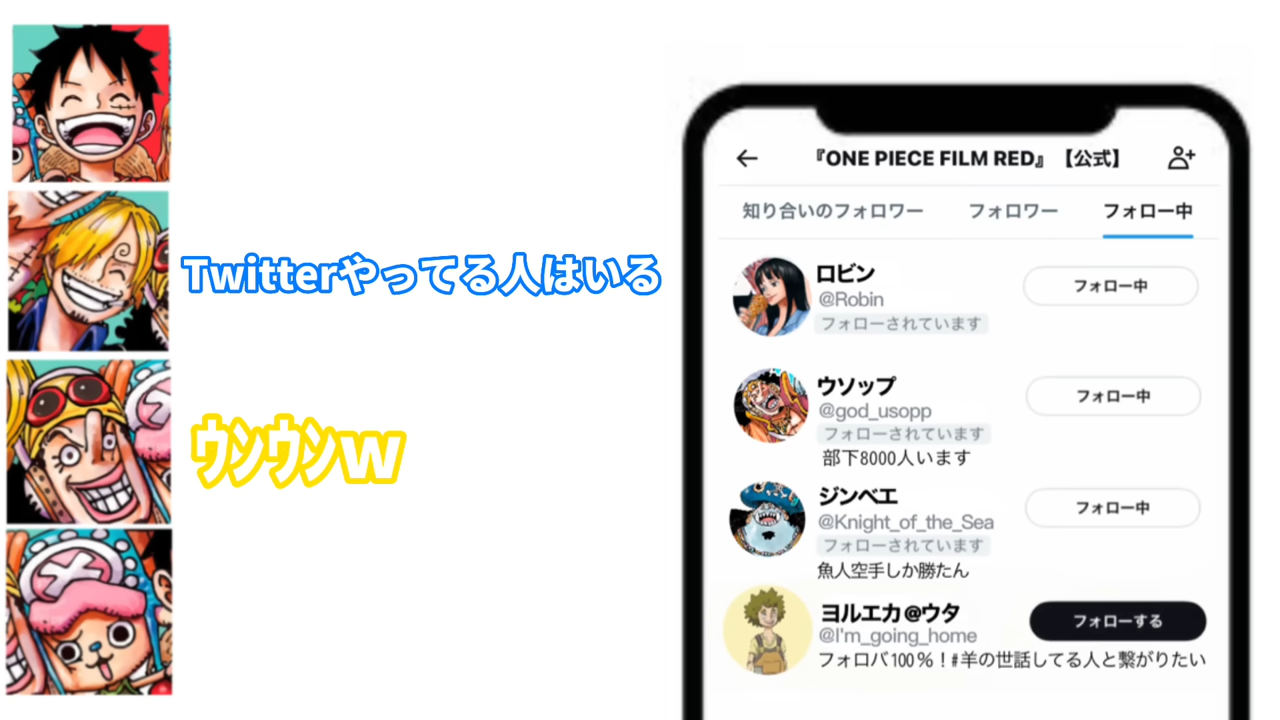 Twitterやってる人はいる
ウンウンw
『ONE PIECE FILM RED』【公式】
知り合いのフォロワー フォロワー フォロー中
ロビン
@Robin
フォロー中
フォローされています
ウソップ
@god_usopp
フォロー中
フォローされています
部下8000人います
ジンベエ
@Knight_of_the_Sea
フォロー中
フォローされています
魚人空手しか勝たん
ヨルエカ@ウタ
@I'm_going_home
フォローする
フォロバ100%！#羊の世話してる人と繋がりたい